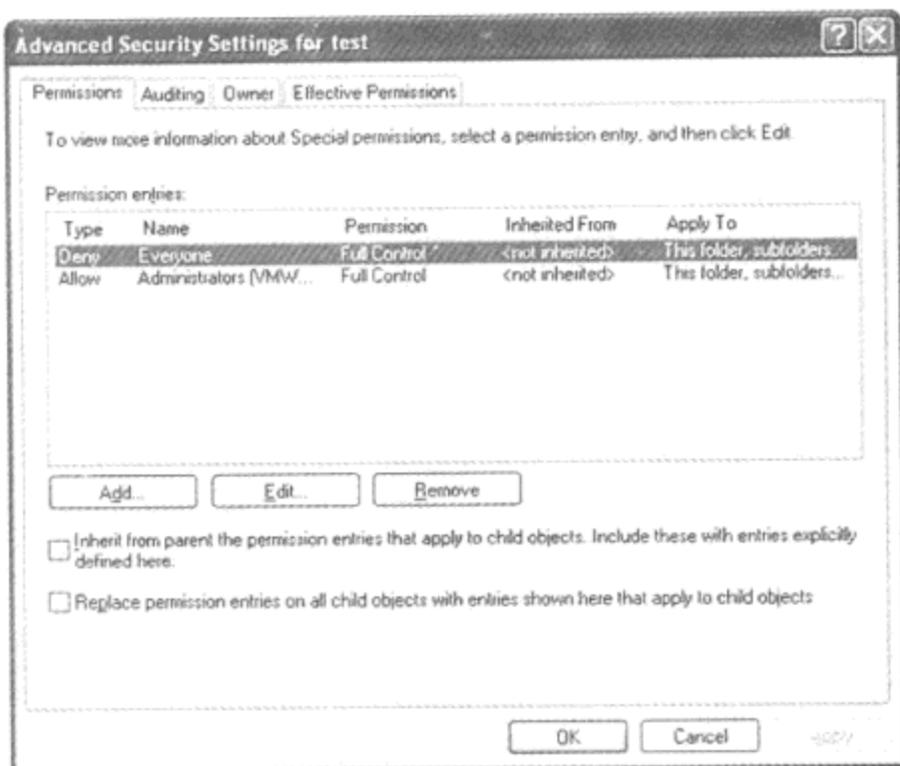 Advanced Security Settings for test
Permissions Auditing Owner Effective Permissions
To view more information about Special permissions, select a permission entry, and then click Edit.
Permission entries:
Type Name Permission Inherited From Apply To
Deny Everyone Full Control <not inherited> This folder, subfolders...
Allow Administrators (VMW... Full Control <not inherited> This folder, subfolders...
Add... Edit... Remove
Inherit from parent the permission entries that apply to child objects. Include these with entries explicitly
defined here.
Replace permission entries on all child objects with entries shown here that apply to child objects
OK Cancel